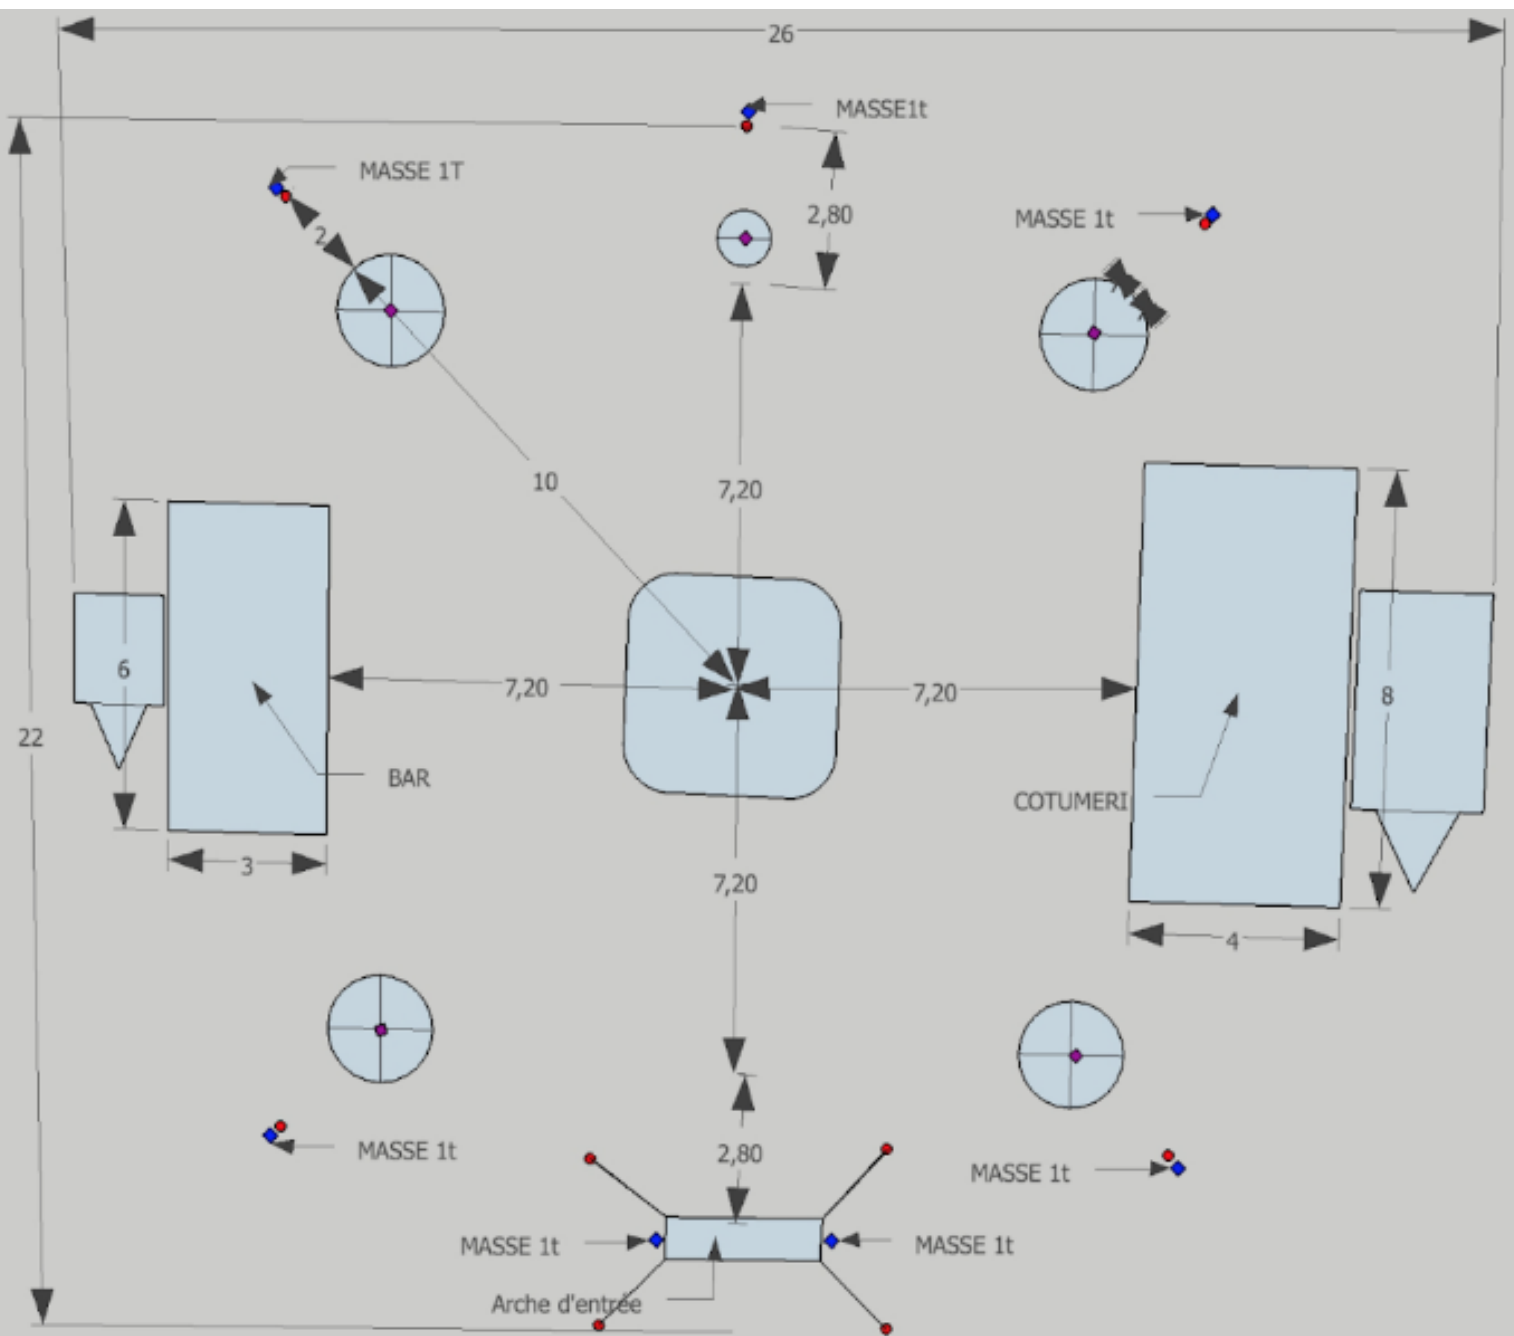 26
MASSE1t
MASSE 1T
2,80
MASSE 1t
2
10
7,20
6
7,20
7,20
8
22
BAR
COTUMERI
3
7,20
4
MASSE 1t
2,80
MASSE 1t
MASSE 1t
MASSE 1t
Arche d'entrée